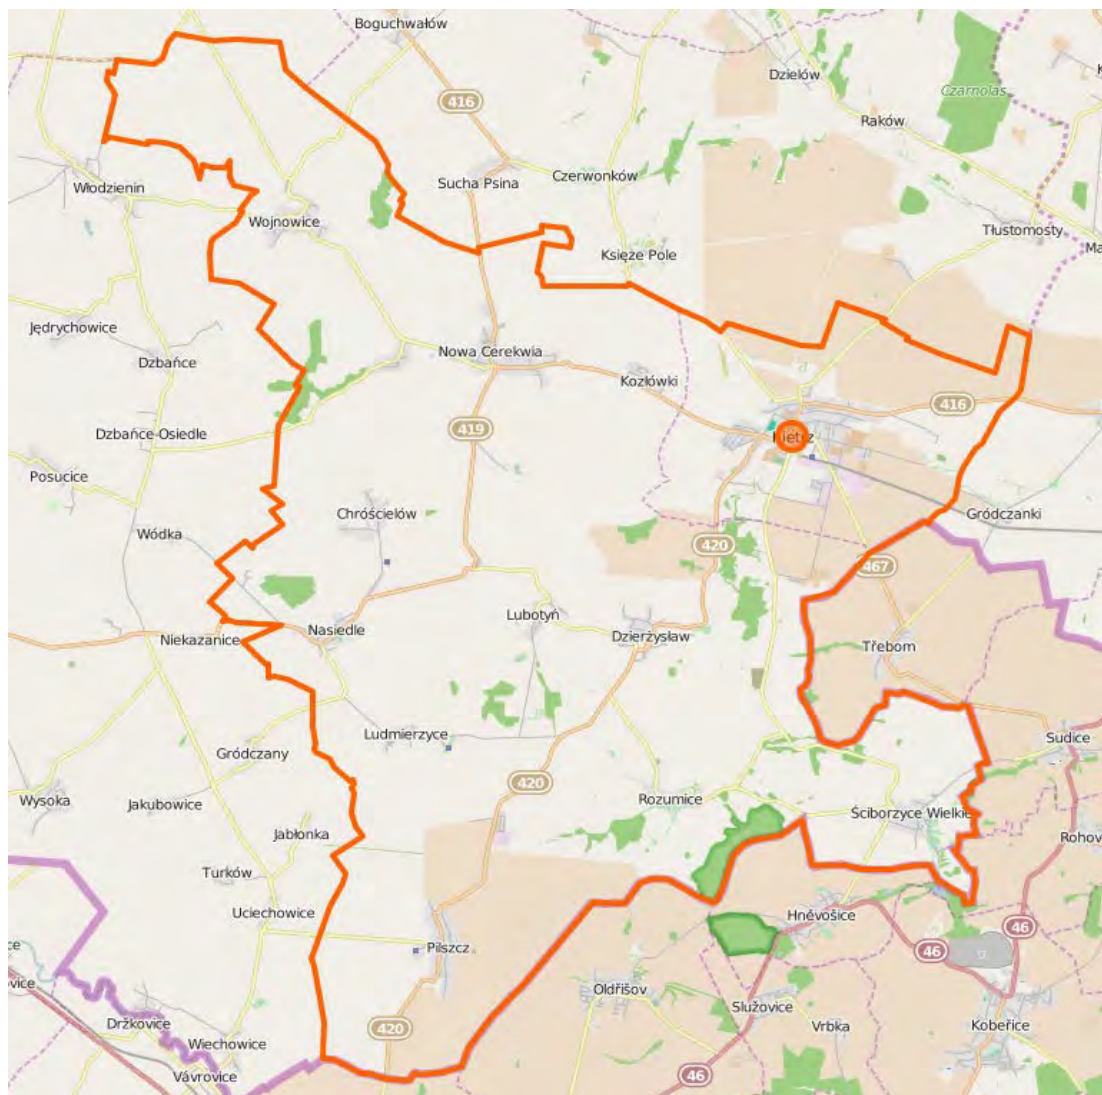 Boguchwałów
Dzielów
Czarnolas
416
Raków
Czerwonków
Sucha Psina
Włodzienin
Wojnowice
Tłustomosty
Księże Pole
Jędrychowice
Nowa Cerekwia
Dzbańce
Kozłówki
416
419
Dzbańce-Osiedle
Kietrz
Posucice
Chróścielów
Gródczanki
Wódka
420
467
Lubotyń
Nasiedle
Dzierżysław
Niekazanice
Třebom
Ludmierzyce
Sudice
Gródczany
420
Wysoka
Jakubowice
Rozumice
Ściborzyce Wielkie
Jabłonka
Rohov
Turków
Uciechowice
Hněvošice
46
Pilszcz
46
Oldřišov
Służovice
Vrbka
Držkovice
420
Kobeřice
Wiechowice
Vávrovice
46